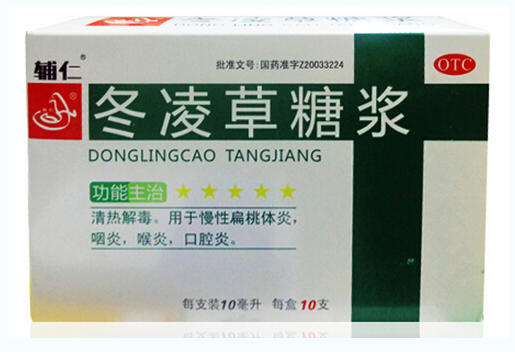 辅仁®
批准文号：国药准字Z20033224
OTC
冬凌草糖浆
DONGLINGCAO TANGJIANG
功能主治 ★★★★★
清热解毒。用于慢性扁桃体炎，
咽炎，喉炎，口腔炎。
每支装10毫升 每盒10支